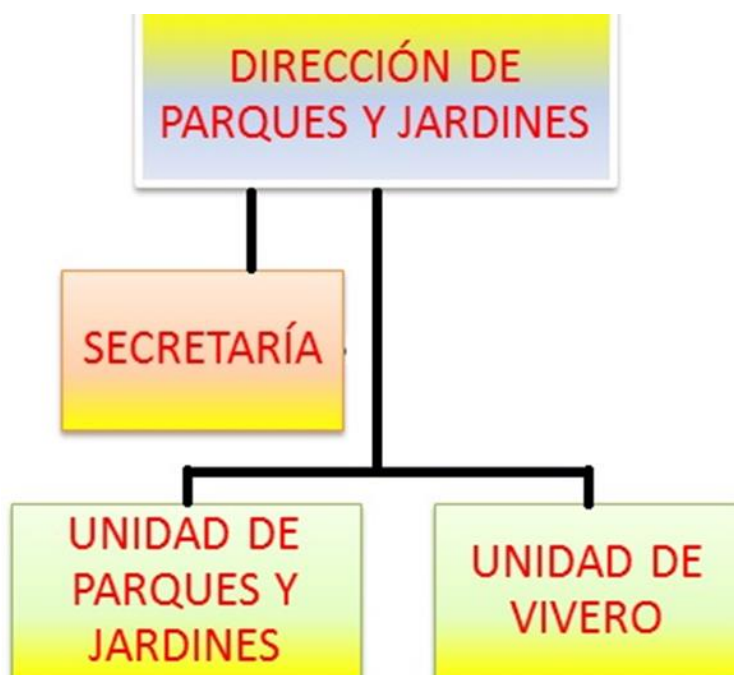 DIRECCIÓN DE
PARQUES Y JARDINES
SECRETARÍA
UNIDAD DE
PARQUES Y
JARDINES
UNIDAD DE
VIVERO